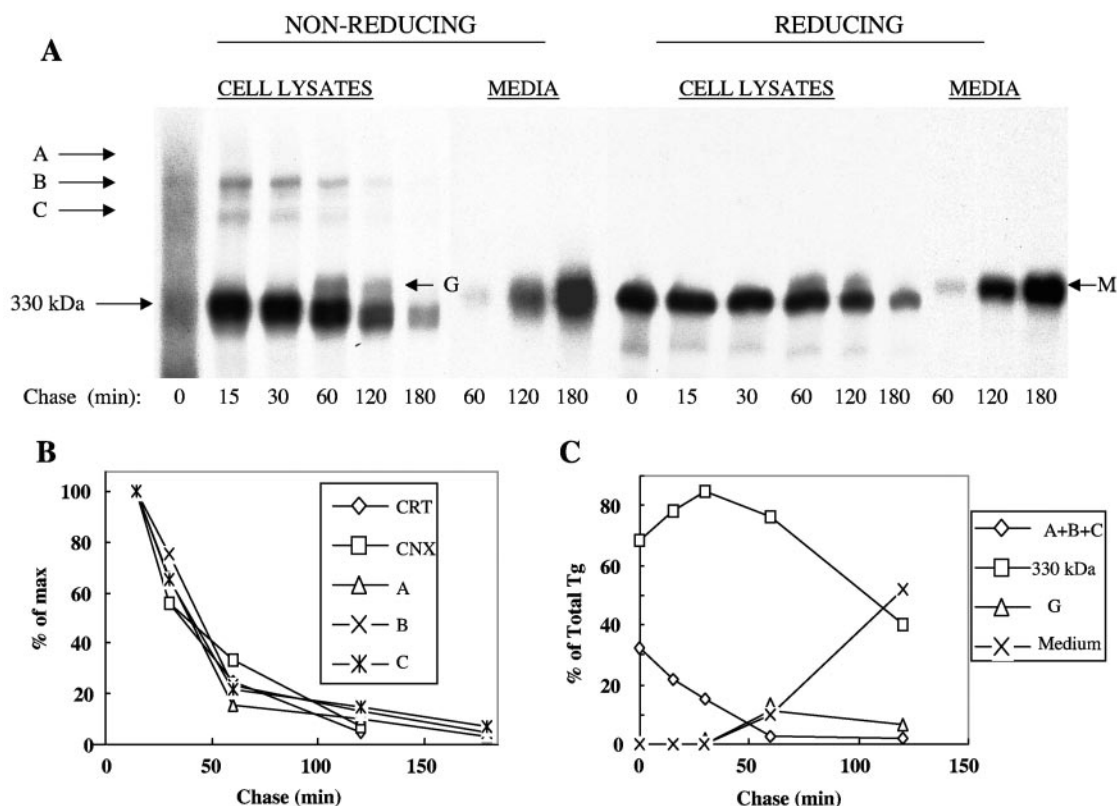 NON-REDUCING REDUCING
A
CELL LYSATES MEDIA CELL LYSATES MEDIA
A
B
C
G
M
330 kDa
Chase (min): 0 15 30 60 120 180 60 120 180 0 15 30 60 120 180 60 120 180
B
% of max
100
80
60
40
20
0
0 50 100 150
Chase (min)
CRT
CNX
A
B
C
C
% of Total Tg
80
60
40
20
0
0 50 100 150
Chase (min)
A+B+C
330 kDa
G
Medium